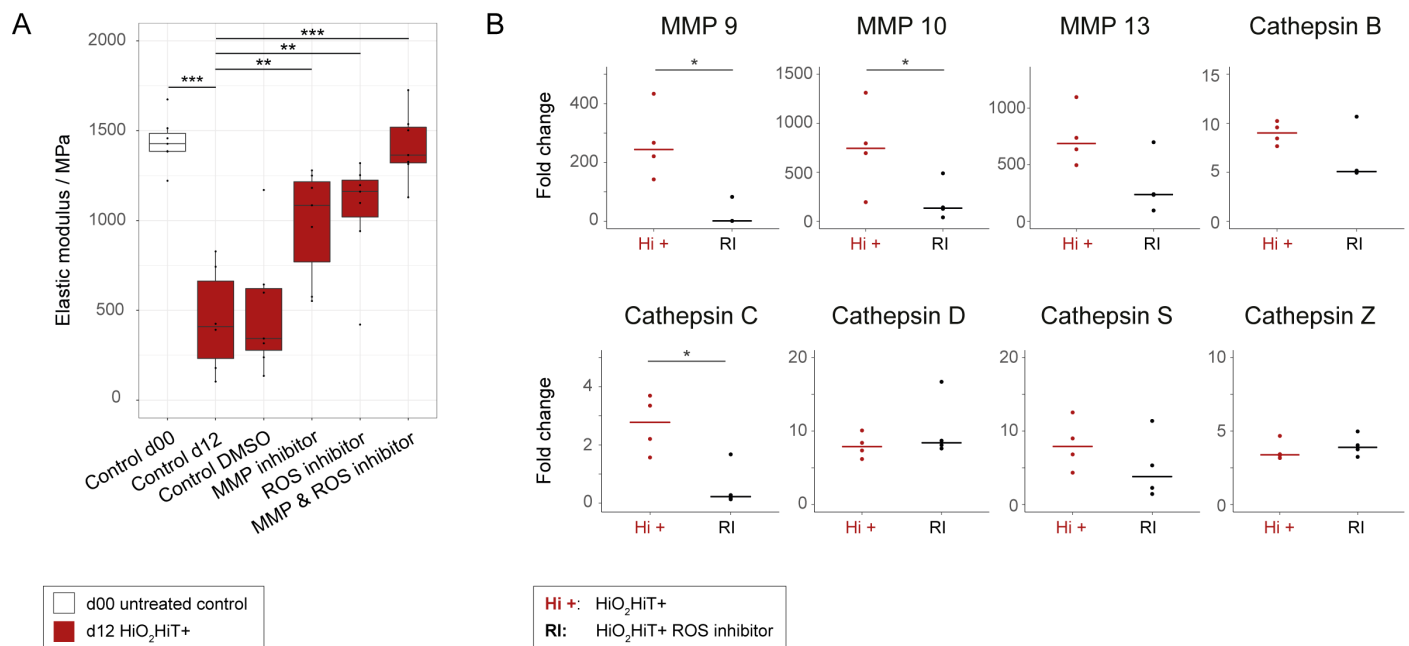 A
Elastic modulus / MPa
2000
1500
1000
500
0
***
**
**
***
Control d00
Control d12
Control DMSO
MMP inhibitor
ROS inhibitor
MMP & ROS inhibitor
d00 untreated control
d12 HiO₂HiT+
B
MMP 9
Fold change
400
200
0
*
Hi +
RI
MMP 10
1500
1000
500
0
*
Hi +
RI
MMP 13
1000
500
0
Hi +
RI
Cathepsin B
15
10
5
0
Hi +
RI
Cathepsin C
Fold change
4
2
0
*
Hi +
RI
Cathepsin D
20
10
0
Hi +
RI
Cathepsin S
20
10
0
Hi +
RI
Cathepsin Z
10
5
0
Hi +
RI
Hi +: HiO₂HiT+
RI: HiO₂HiT+ ROS inhibitor